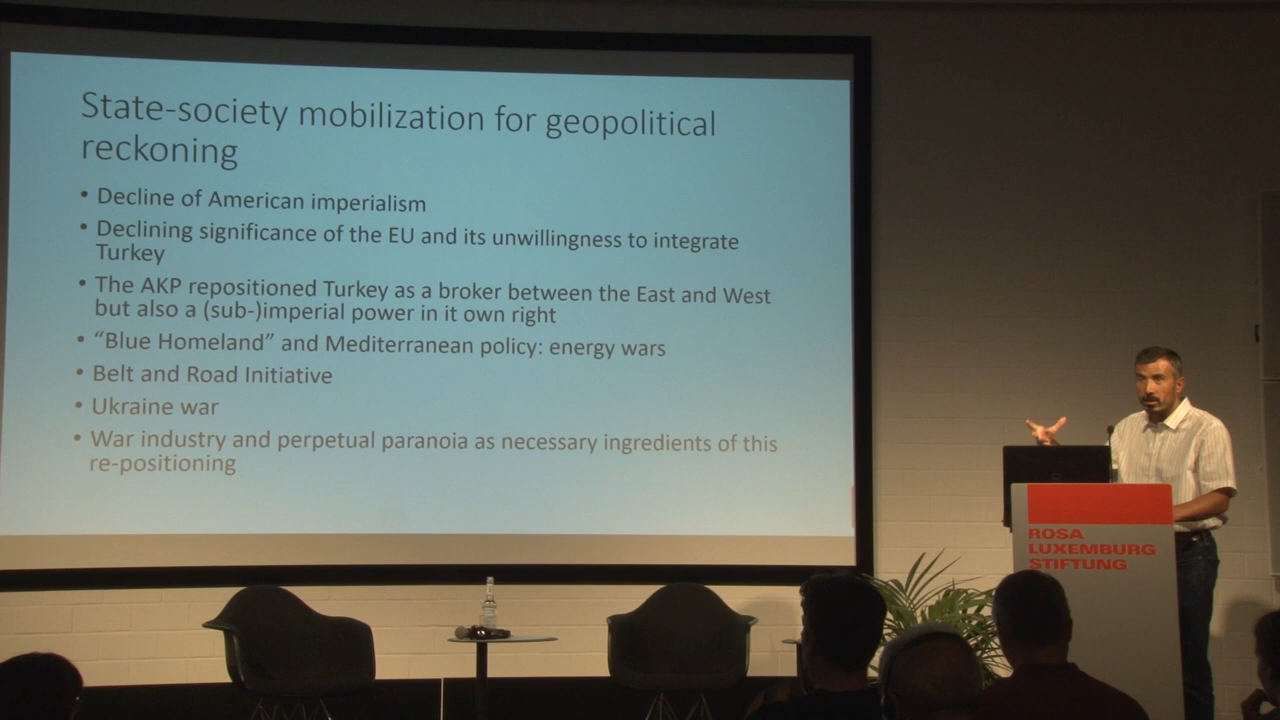 State-society mobilization for geopolitical
reckoning
• Decline of American imperialism
• Declining significance of the EU and its unwillingness to integrate
Turkey
• The AKP repositioned Turkey as a broker between the East and West
but also a (sub-)imperial power in it own right
• “Blue Homeland” and Mediterranean policy: energy wars
• Belt and Road Initiative
• Ukraine war
• War industry and perpetual paranoia as necessary ingredients of this
re-positioning
ROSA
LUXEMBURG
STIFTUNG